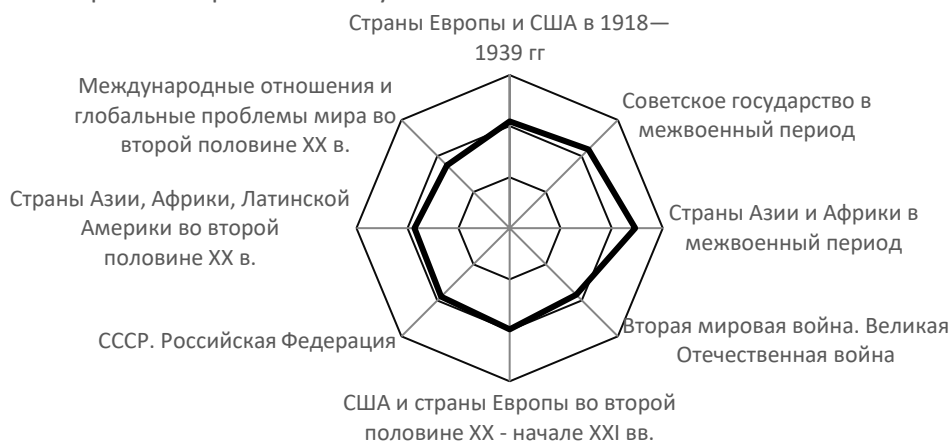 Страны Европы и США в 1918—
1939 гг
Советское государство в
межвоенный период
Страны Азии и Африки в
межвоенный период
Вторая мировая война. Великая
Отечественная война
США и страны Европы во второй
половине XX - начале XXI вв.
СССР. Российская Федерация
Страны Азии, Африки, Латинской
Америки во второй
половине XX в.
Международные отношения и
глобальные проблемы мира во
второй половине XX в.